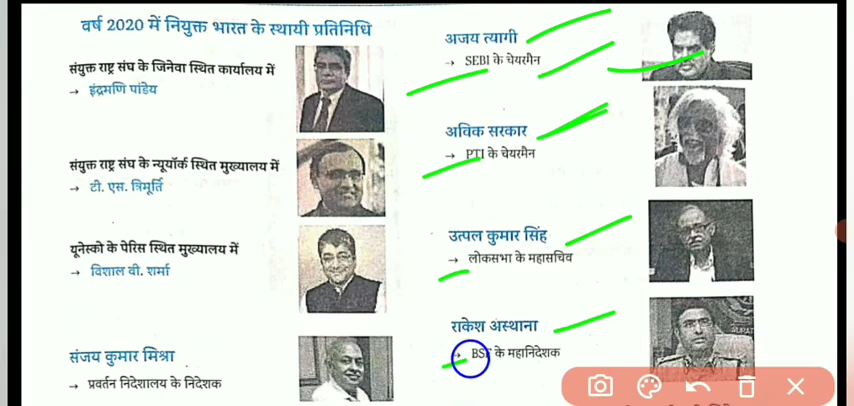 वर्ष 2020 में नियुक्त भारत के स्थायी प्रतिनिधि
संयुक्त राष्ट्र संघ के जिनेवा स्थित कार्यालय में
→ इंद्रमणि पांडेय
संयुक्त राष्ट्र संघ के न्यूयॉर्क स्थित मुख्यालय में
→ टी. एस. त्रिमूर्ति
यूनेस्को के पेरिस स्थित मुख्यालय में
→ विशाल वी. शर्मा
संजय कुमार मिश्रा
→ प्रवर्तन निदेशालय के निदेशक
अजय त्यागी
→ SEBI के चेयरमैन
अविक सरकार
→ PTI के चेयरमैन
उत्पल कुमार सिंह
→ लोकसभा के महासचिव
राकेश अस्थाना
→ BSF के महानिदेशक